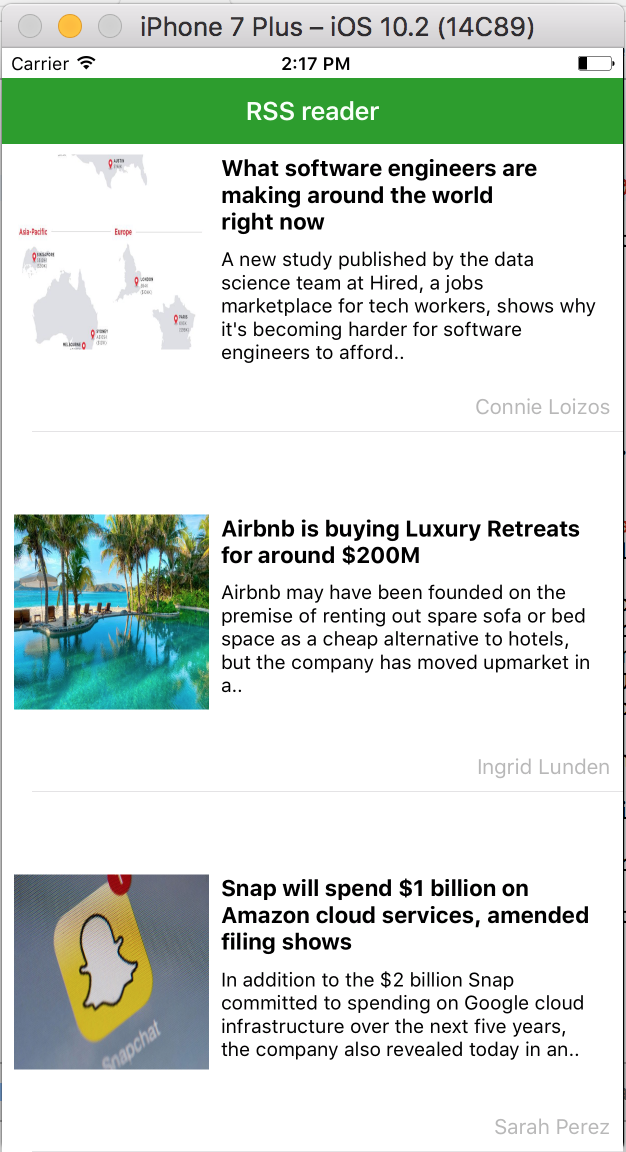 iPhone 7 Plus – iOS 10.2 (14C89)
Carrier
2:17 PM
RSS reader
AUSTIN
Asia-Pacific
Europe
SINGAPORE
LONDON
PARIS
SYDNEY
MELBOURNE
What software engineers are
making around the world
right now
A new study published by the data
science team at Hired, a jobs
marketplace for tech workers, shows why
it's becoming harder for software
engineers to afford..
Connie Loizos
Airbnb is buying Luxury Retreats
for around $200M
Airbnb may have been founded on the
premise of renting out spare sofa or bed
space as a cheap alternative to hotels,
but the company has moved upmarket in
a..
Ingrid Lunden
Snapchat
Snap will spend $1 billion on
Amazon cloud services, amended
filing shows
In addition to the $2 billion Snap
committed to spending on Google cloud
infrastructure over the next five years,
the company also revealed today in an..
Sarah Perez